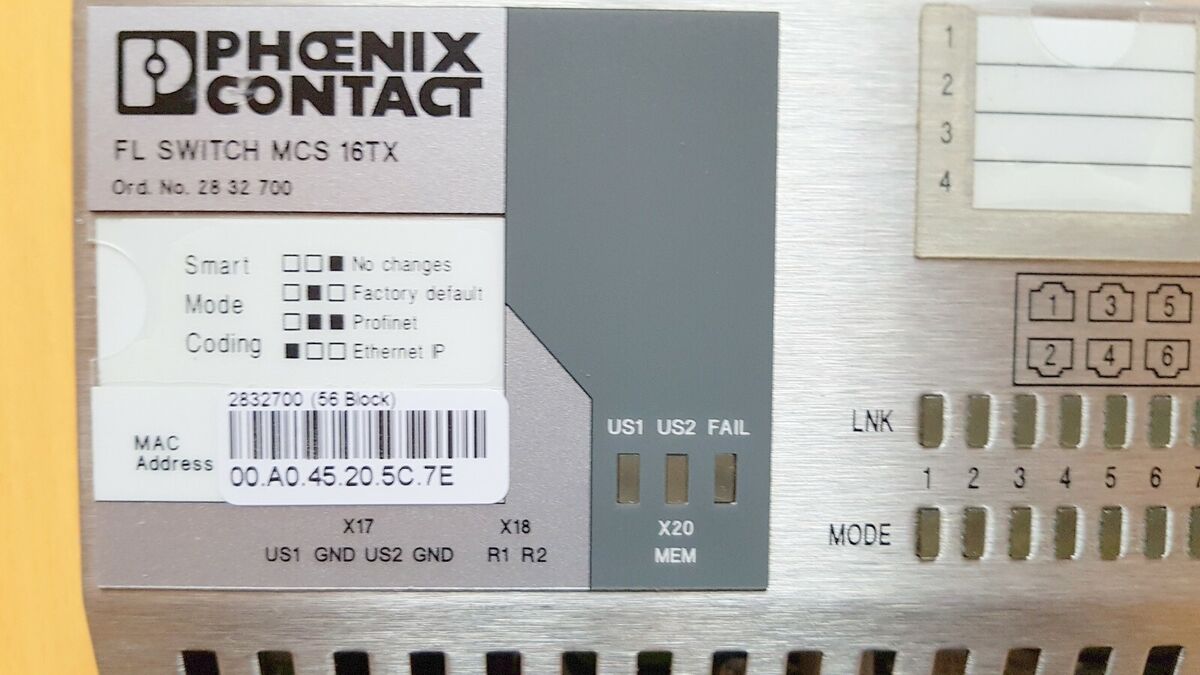 PHŒNIX
CONTACT
FL SWITCH MCS 16TX
Ord. No. 28 32 700
Smart
Mode
Coding
No changes
Factory default
Profinet
Ethernet IP
2832700 (56 Block)
MAC
Address
00.A0.45.20.5C.7E
X17
US1 GND US2 GND
X18
R1 R2
US1 US2 FAIL
X20
MEM
1
2
3
4
1 3 5
2 4 6
LNK
1 2 3 4 5 6 7
MODE